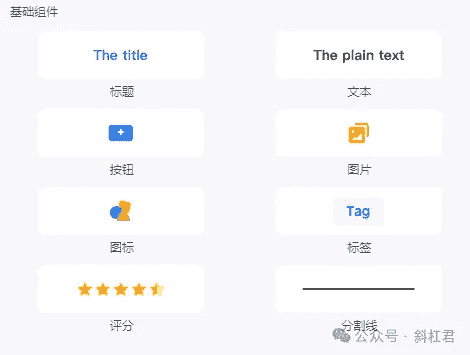 基础组件
The title
The plain text
标题
文本
按钮
图片
Tag
图标
标签
评分
分割线
公众号·斜杠君